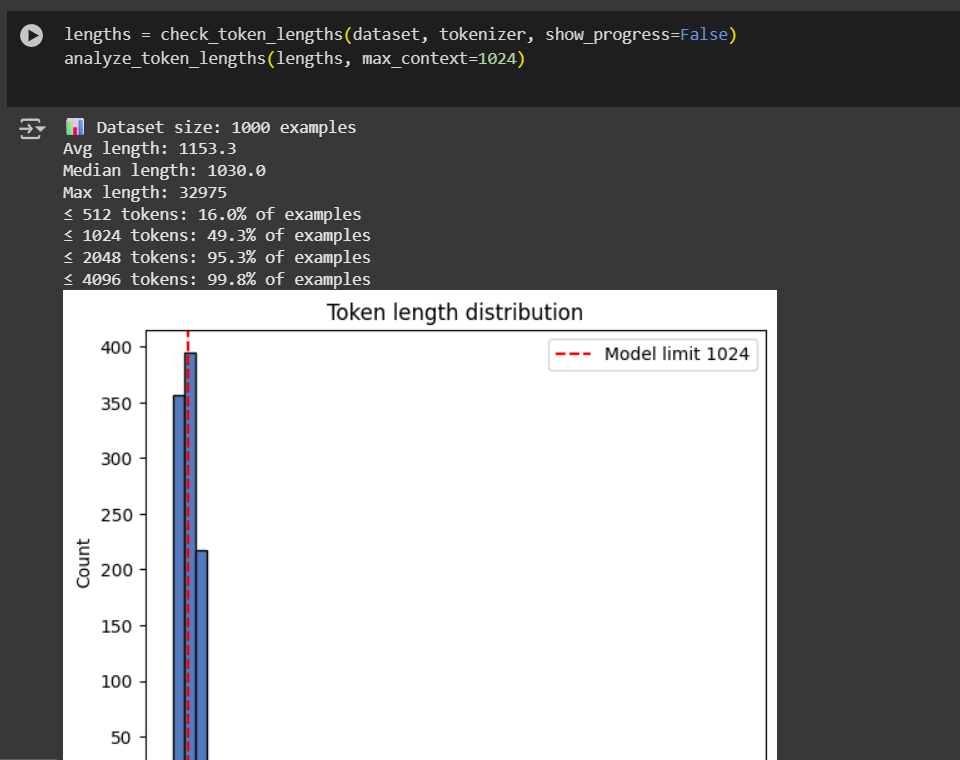 lengths = check_token_lengths(dataset, tokenizer, show_progress=False)
analyze_token_lengths(lengths, max_context=1024)
📊 Dataset size: 1000 examples
Avg length: 1153.3
Median length: 1030.0
Max length: 32975
≤ 512 tokens: 16.0% of examples
≤ 1024 tokens: 49.3% of examples
≤ 2048 tokens: 95.3% of examples
≤ 4096 tokens: 99.8% of examples
Token length distribution
Model limit 1024
Count
400
350
300
250
200
150
100
50